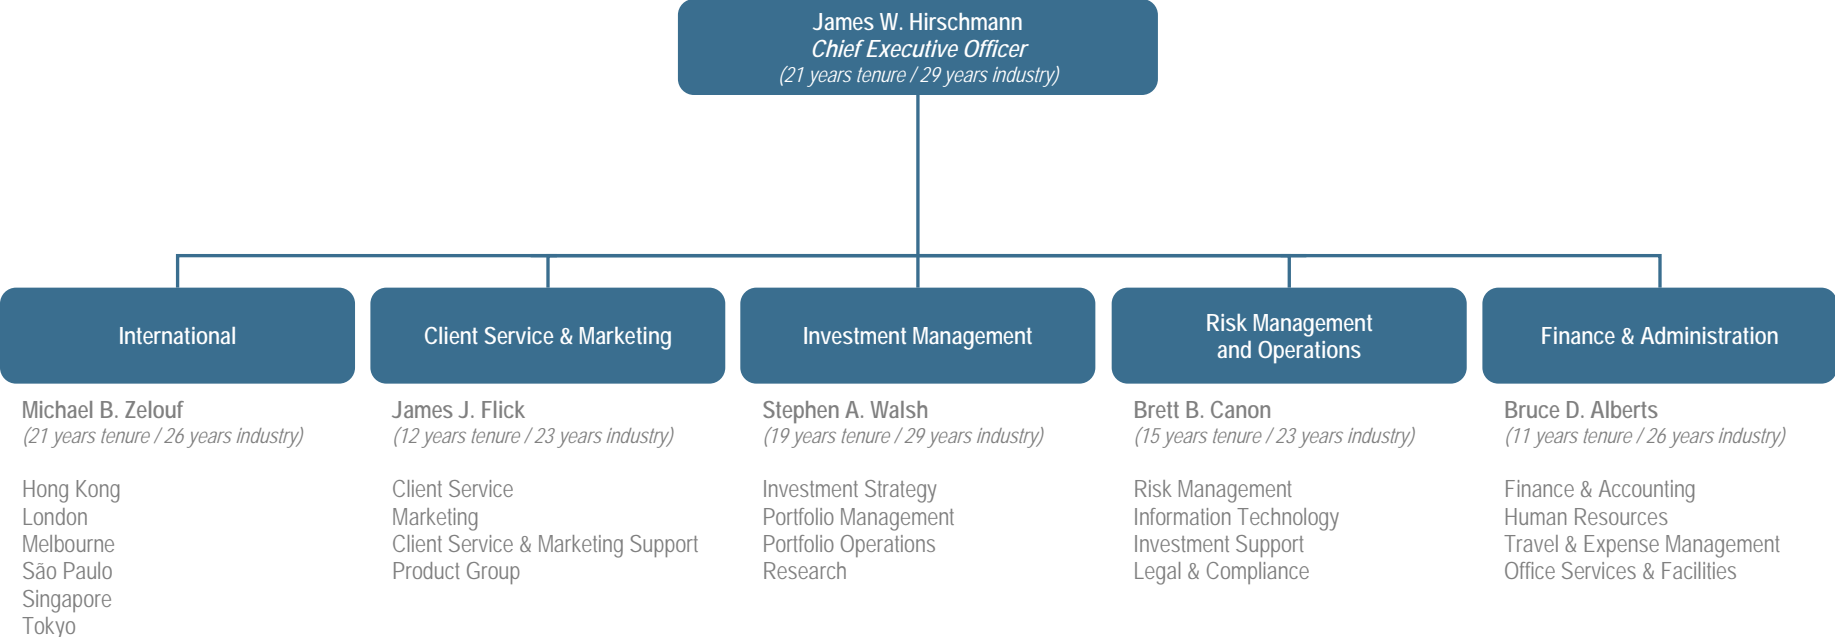 James W. Hirschmann
Chief Executive Officer
(21 years tenure / 29 years industry)
International
Client Service & Marketing
Investment Management
Risk Management
and Operations
Finance & Administration
Michael B. Zelouf
(21 years tenure / 26 years industry)
Hong Kong
London
Melbourne
São Paulo
Singapore
Tokyo
James J. Flick
(12 years tenure / 23 years industry)
Client Service
Marketing
Client Service & Marketing Support
Product Group
Stephen A. Walsh
(19 years tenure / 29 years industry)
Investment Strategy
Portfolio Management
Portfolio Operations
Research
Brett B. Canon
(15 years tenure / 23 years industry)
Risk Management
Information Technology
Investment Support
Legal & Compliance
Bruce D. Alberts
(11 years tenure / 26 years industry)
Finance & Accounting
Human Resources
Travel & Expense Management
Office Services & Facilities